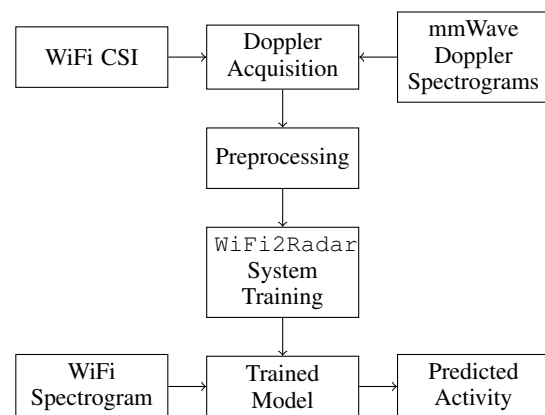 WiFi CSI
Doppler
Acquisition
mmWave
Doppler
Spectrograms
Preprocessing
WiFi2Radar
System
Training
WiFi
Spectrogram
Trained
Model
Predicted
Activity